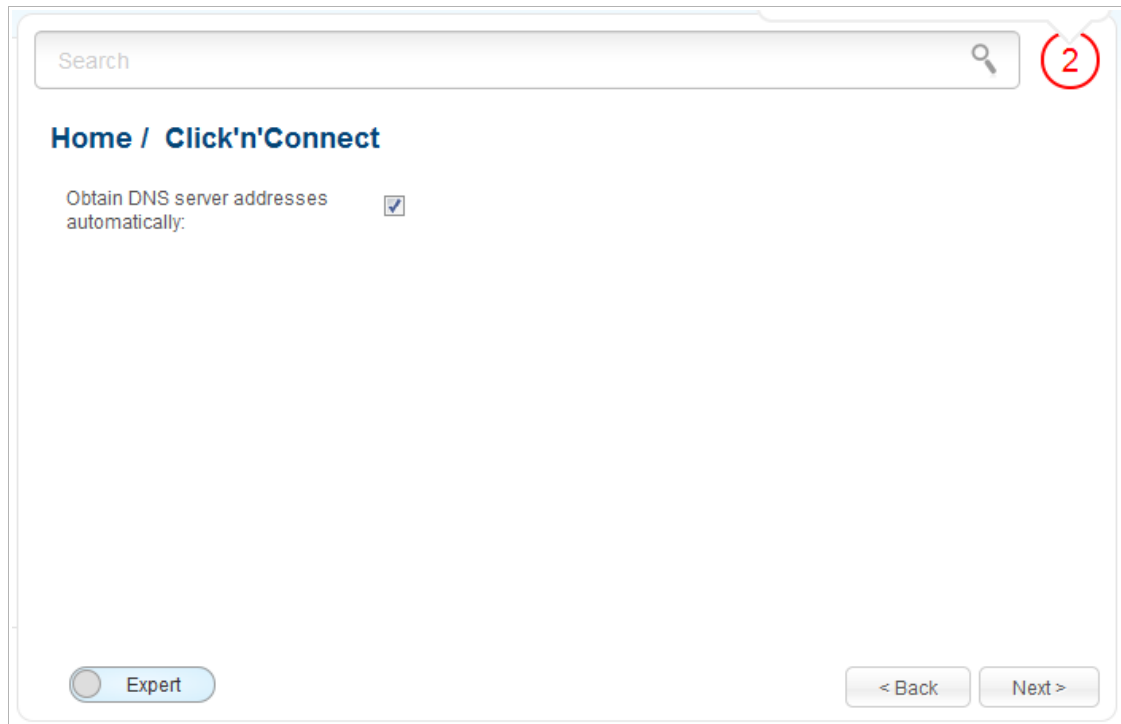 Search
2
Home / Click'n'Connect
Obtain DNS server addresses
automatically:
Expert
< Back
Next >